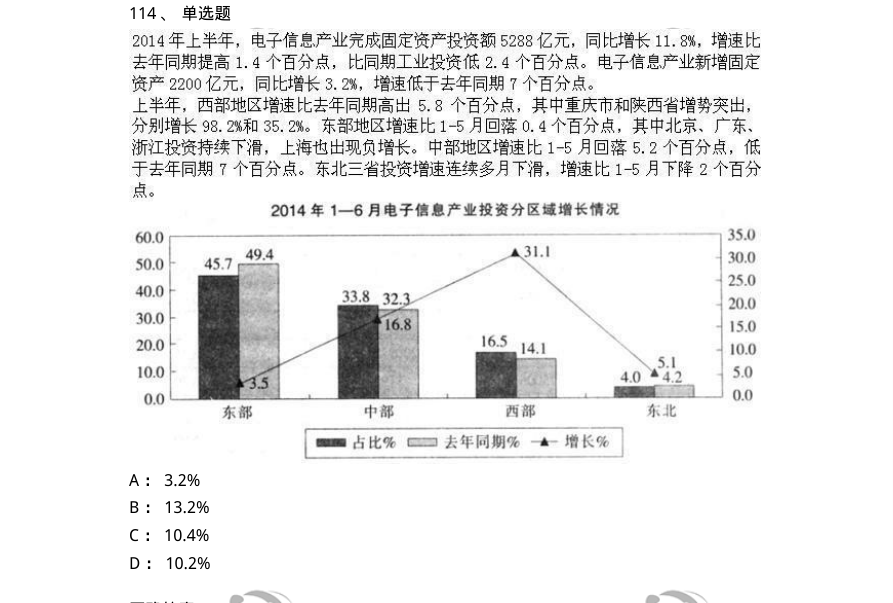 114、 单选题
2014年上半年，电子信息产业完成固定资产投资额5288亿元，同比增长11.8%，增速比
去年同期提高1.4个百分点，比同期工业投资低2.4个百分点。电子信息产业新增固定
资产2200亿元，同比增长3.2%，增速低于去年同期7个百分点。
上半年，西部地区增速比去年同期高出 5.8 个百分点，其中重庆市和陕西省增势突出，
分别增长98.2%和35.2%。东部地区增速比1-5月回落0.4个百分点，其中北京、广东、
浙江投资持续下滑，上海也出现负增长。中部地区增速比1-5月回落5.2个百分点，低
于去年同期7个百分点。东北三省投资增速连续多月下滑，增速比1-5月下降2个百分
点。
2014年1—6月电子信息产业投资分区域增长情况
60.0 35.0
50.0 30.0
40.0 25.0
30.0 20.0
20.0 15.0
10.0 10.0
0.0 5.0
0.0
45.7 49.4 3.5
33.8 32.3 16.8
16.5 14.1 31.1
4.0 4.2 5.1
东部 中部 西部 东北
占比% 去年同期% 增长%
A： 3.2%
B： 13.2%
C： 10.4%
D： 10.2%